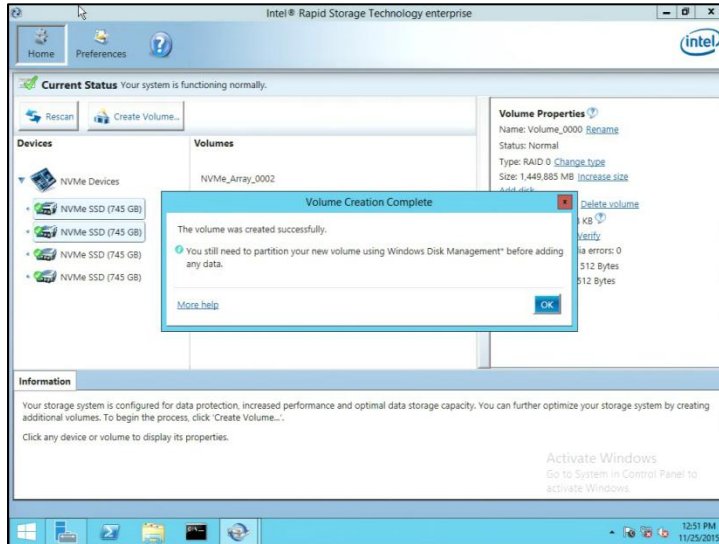 Intel® Rapid Storage Technology enterprise
Home
Preferences
intel
Current Status Your system is functioning normally.
Rescan
Create Volume...
Devices
Volumes
NVMe Devices
NVMe_Array_0002
NVMe SSD (745 GB)
NVMe SSD (745 GB)
NVMe SSD (745 GB)
NVMe SSD (745 GB)
Volume Properties
Name: Volume_0000 Rename
Status: Normal
Type: RAID 0 Change type
Size: 1,449,885 MB Increase size
Add disk
Delete volume
KB
Verify
errors: 0
512 Bytes
512 Bytes
Volume Creation Complete
The volume was created successfully.
You still need to partition your new volume using Windows Disk Management* before adding
any data.
More help
OK
Information
Your storage system is configured for data protection, increased performance and optimal data storage capacity. You can further optimize your storage system by creating
additional volumes. To begin the process, click 'Create Volume...'.
Click any device or volume to display its properties.
Activate Windows
Go to System in Control Panel to
activate Windows.
12:51 PM
11/25/2015